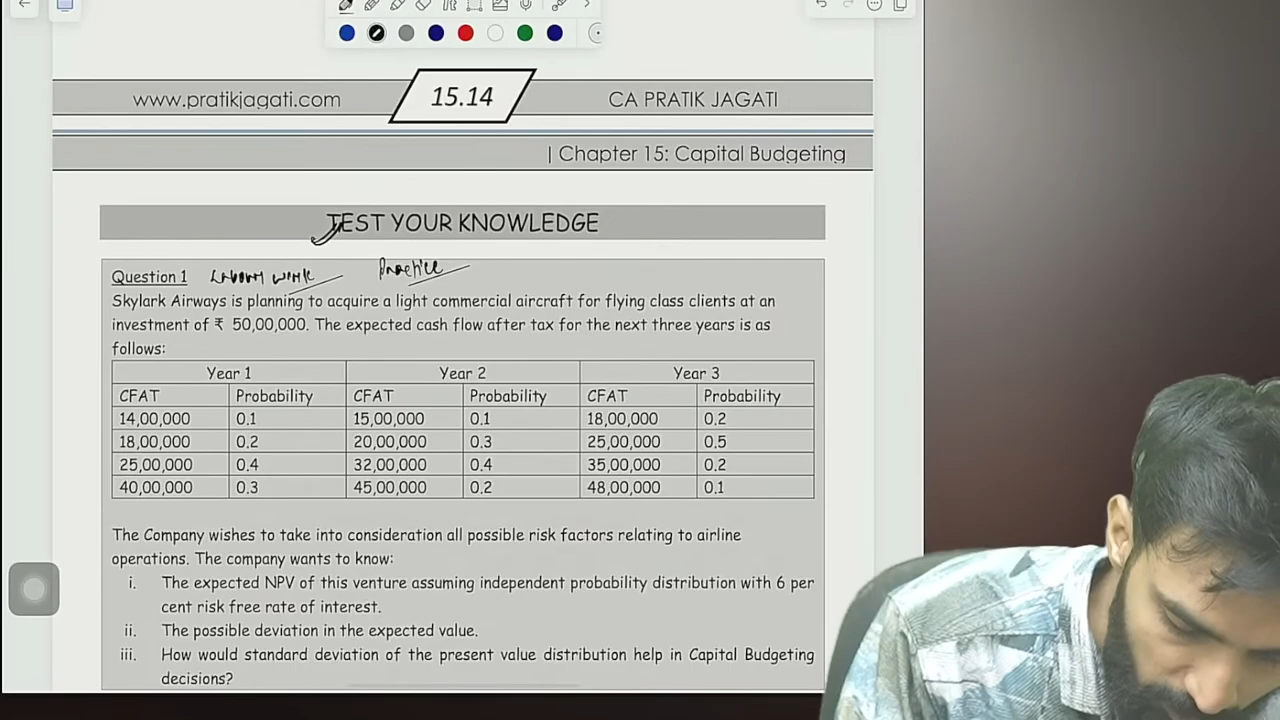 www.pratikjagati.com 15.14 CA PRATIK JAGATI
| Chapter 15: Capital Budgeting
TEST YOUR KNOWLEDGE
Question 1 Practice
Skylark Airways is planning to acquire a light commercial aircraft for flying class clients at an
investment of ₹ 50,00,000. The expected cash flow after tax for the next three years is as
follows:
Year 1 Year 2 Year 3
CFAT Probability CFAT Probability CFAT Probability
14,00,000 0.1 15,00,000 0.1 18,00,000 0.2
18,00,000 0.2 20,00,000 0.3 25,00,000 0.5
25,00,000 0.4 32,00,000 0.4 35,00,000 0.2
40,00,000 0.3 45,00,000 0.2 48,00,000 0.1
The Company wishes to take into consideration all possible risk factors relating to airline
operations. The company wants to know:
i. The expected NPV of this venture assuming independent probability distribution with 6 per
cent risk free rate of interest.
ii. The possible deviation in the expected value.
iii. How would standard deviation of the present value distribution help in Capital Budgeting
decisions?